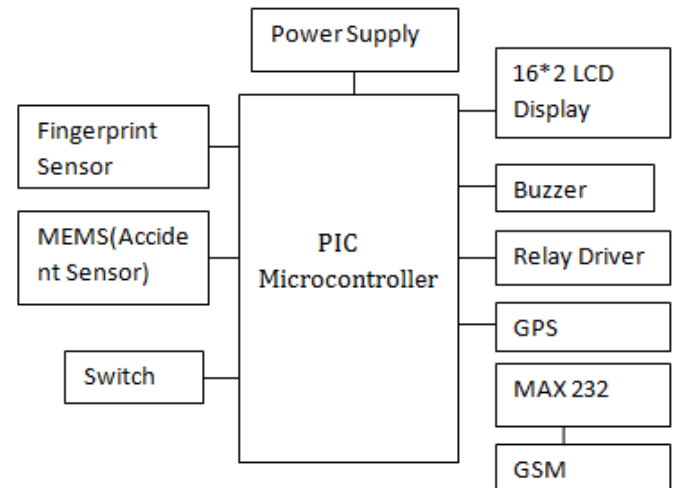 Power Supply
16*2 LCD
Display
Fingerprint
Sensor
Buzzer
MEMS(Accide
nt Sensor)
PIC
Microcontroller
Relay Driver
GPS
Switch
MAX 232
GSM